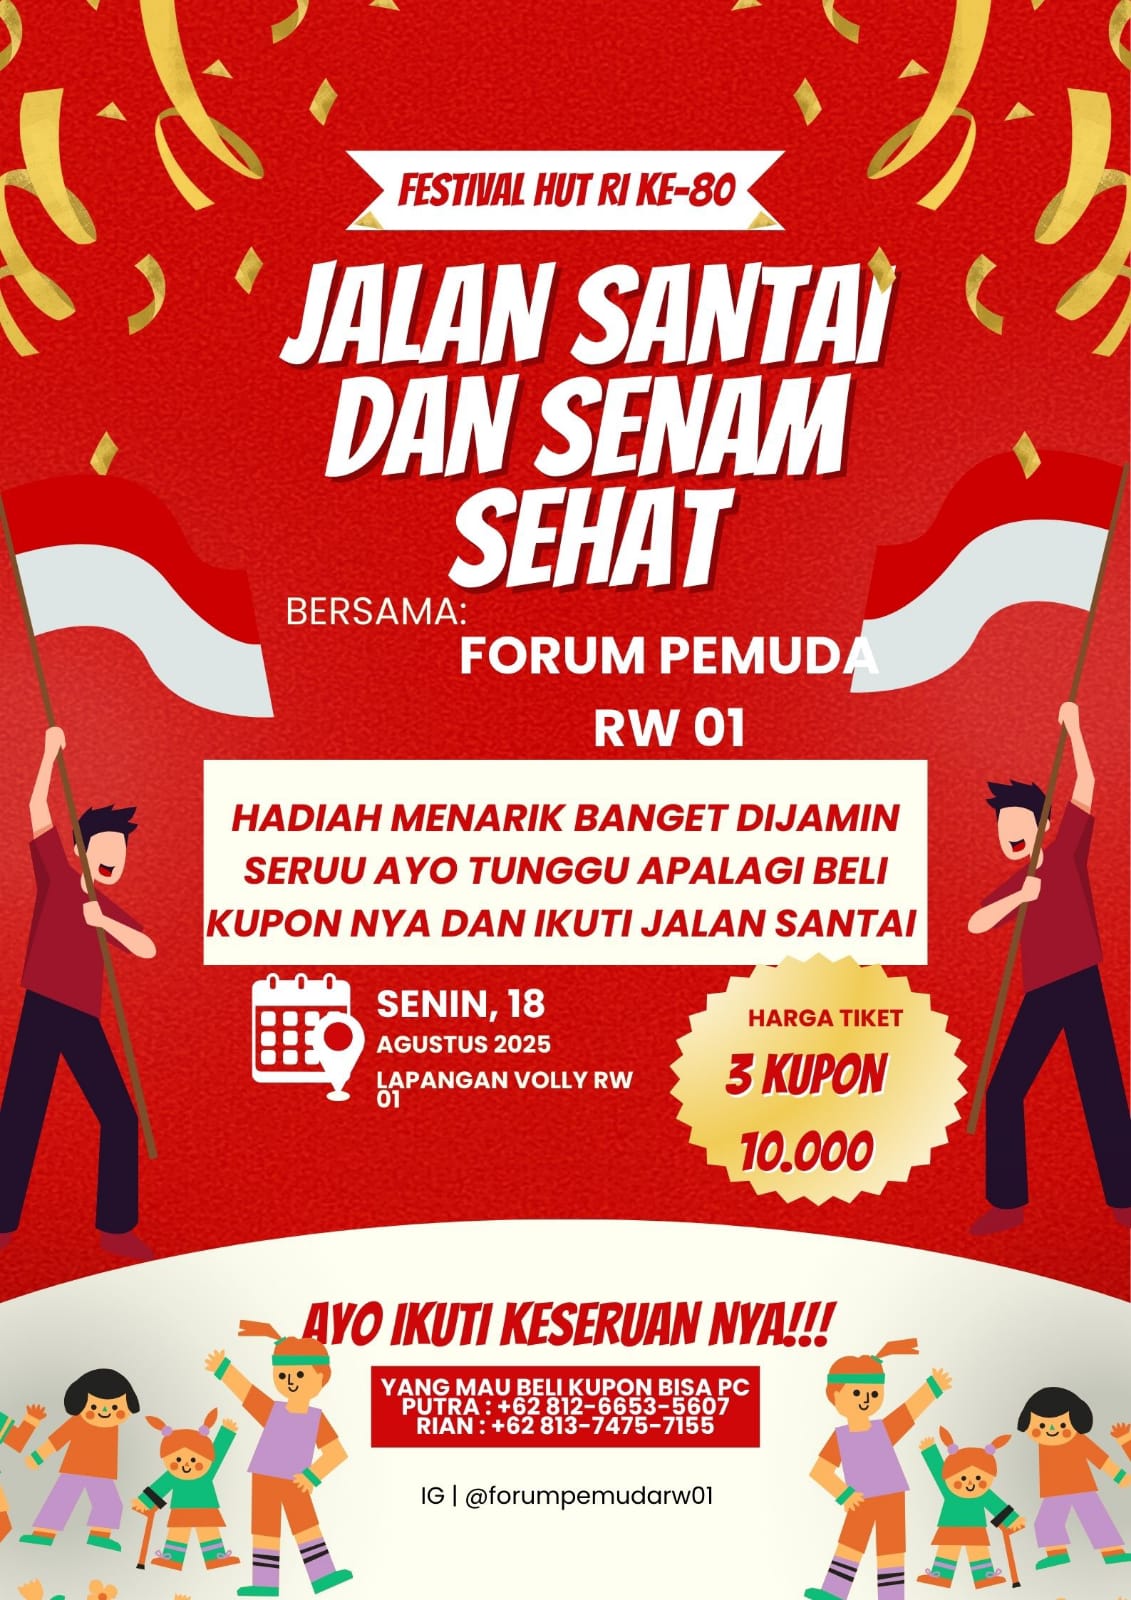 FESTIVAL HUT RI KE-80
JALAN SANTAI
DAN SENAM
SEHAT
BERSAMA:
FORUM PEMUDA
RW 01
HADIAH MENARIK BANGET DIJAMIN
SERUU AYO TUNGGU APALAGI BELI
KUPON NYA DAN IKUTI JALAN SANTAI
SENIN, 18
AGUSTUS 2025
LAPANGAN VOLLY RW
01
HARGA TIKET
3 KUPON
10.000
AYO IKUTI KESERUAN NYA!!!
YANG MAU BELI KUPON BISA PC
PUTRA : +62 812-6653-5607
RIAN : +62 813-7475-7155
IG | @forumpemudarw01